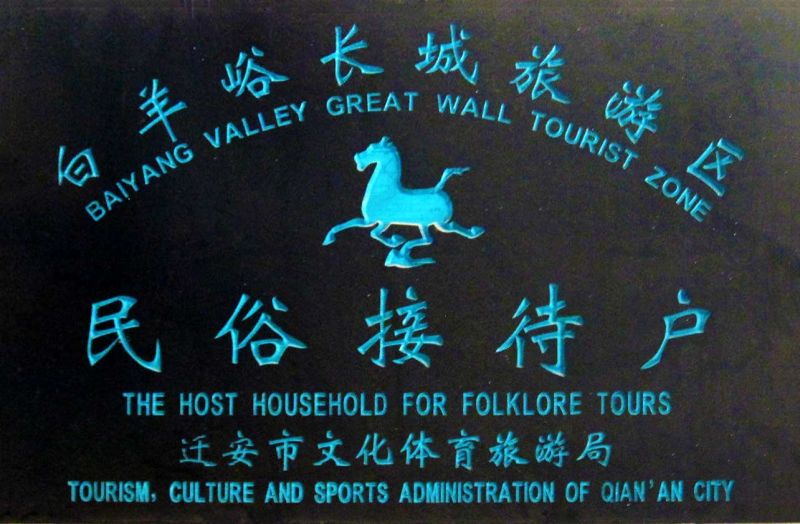 白羊峪长城旅游区
BAIYANG VALLEY GREAT WALL TOURIST ZONE
民俗接待户
THE HOST HOUSEHOLD FOR FOLKLORE TOURS
迁安市文化体育旅游局
TOURISM, CULTURE AND SPORTS ADMINISTRATION OF QIAN'AN CITY